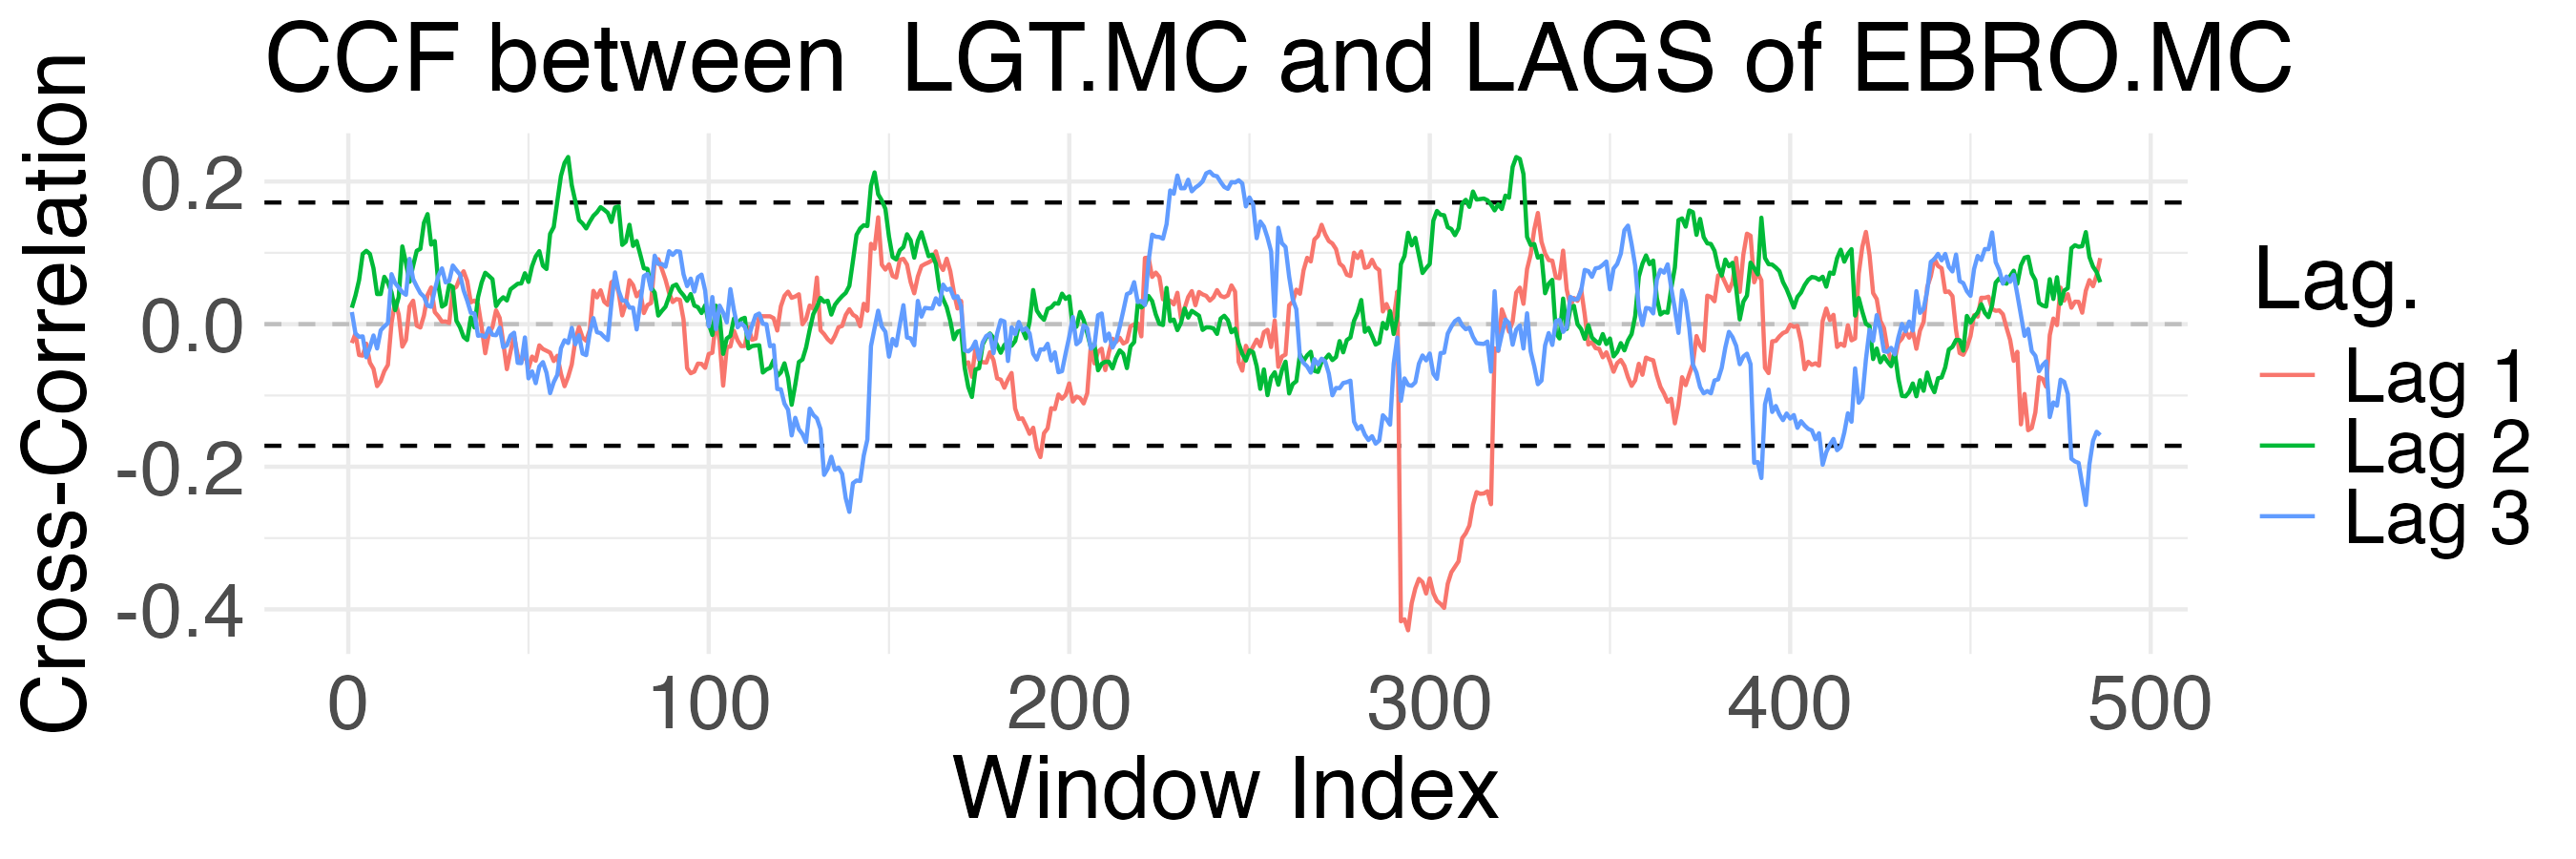 CCF between  LGT.MC and LAGS of EBRO.MC
Cross-Correlation
0.2
0.0
-0.2
-0.4
0 100 200 300 400 500
Window Index
Lag.
Lag 1
Lag 2
Lag 3